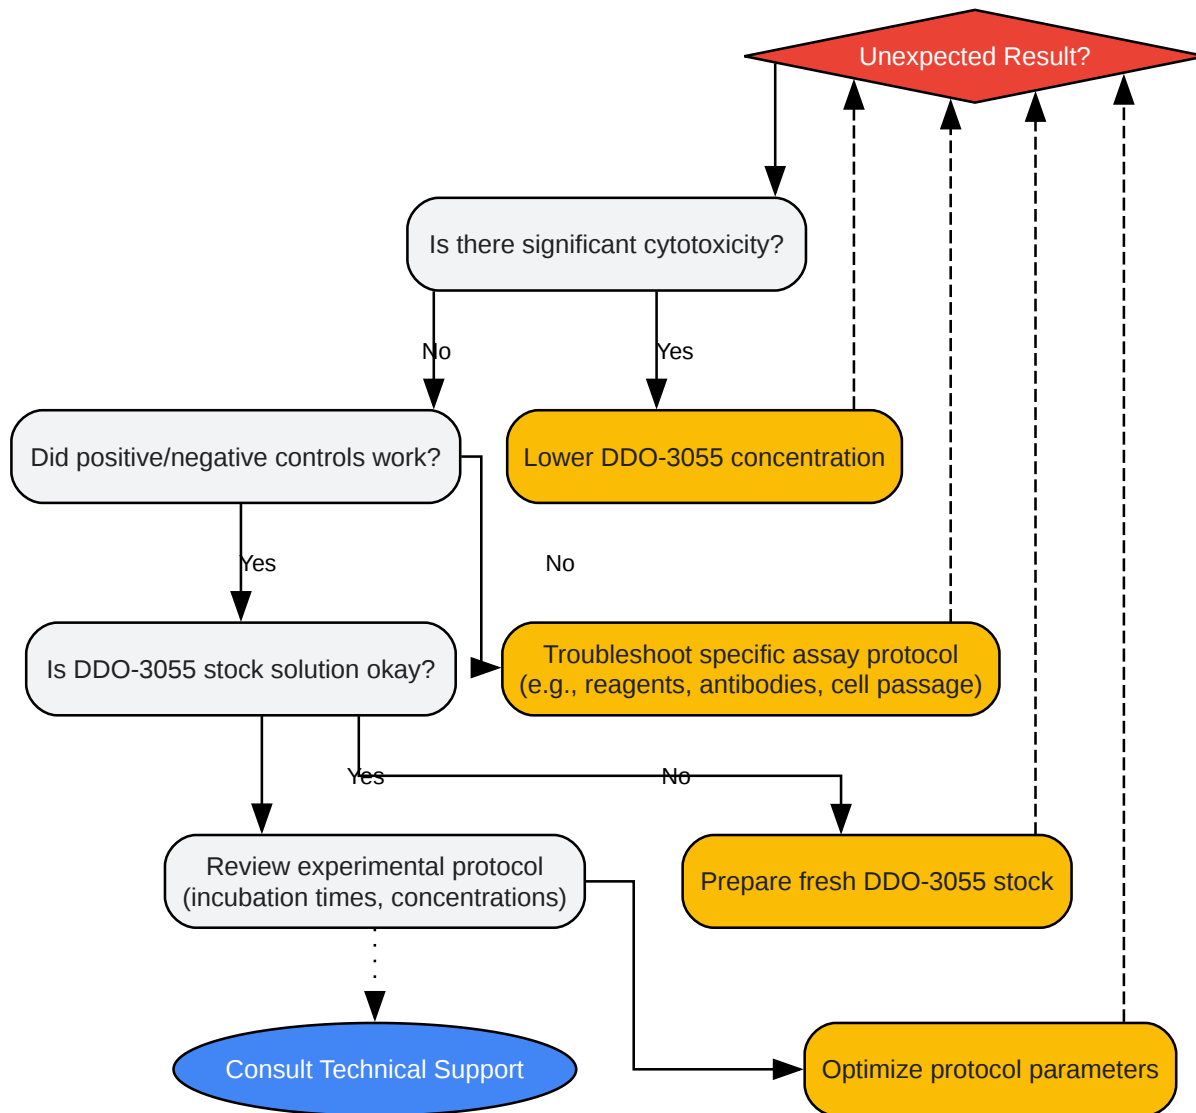 Unexpected Result?
Is there significant cytotoxicity?
No
Yes
Did positive/negative controls work?
Lower DDO-3055 concentration
Yes
No
Is DDO-3055 stock solution okay?
Troubleshoot specific assay protocol
(e.g., reagents, antibodies, cell passage)
Yes
No
Review experimental protocol
(incubation times, concentrations)
Prepare fresh DDO-3055 stock
Consult Technical Support
Optimize protocol parameters